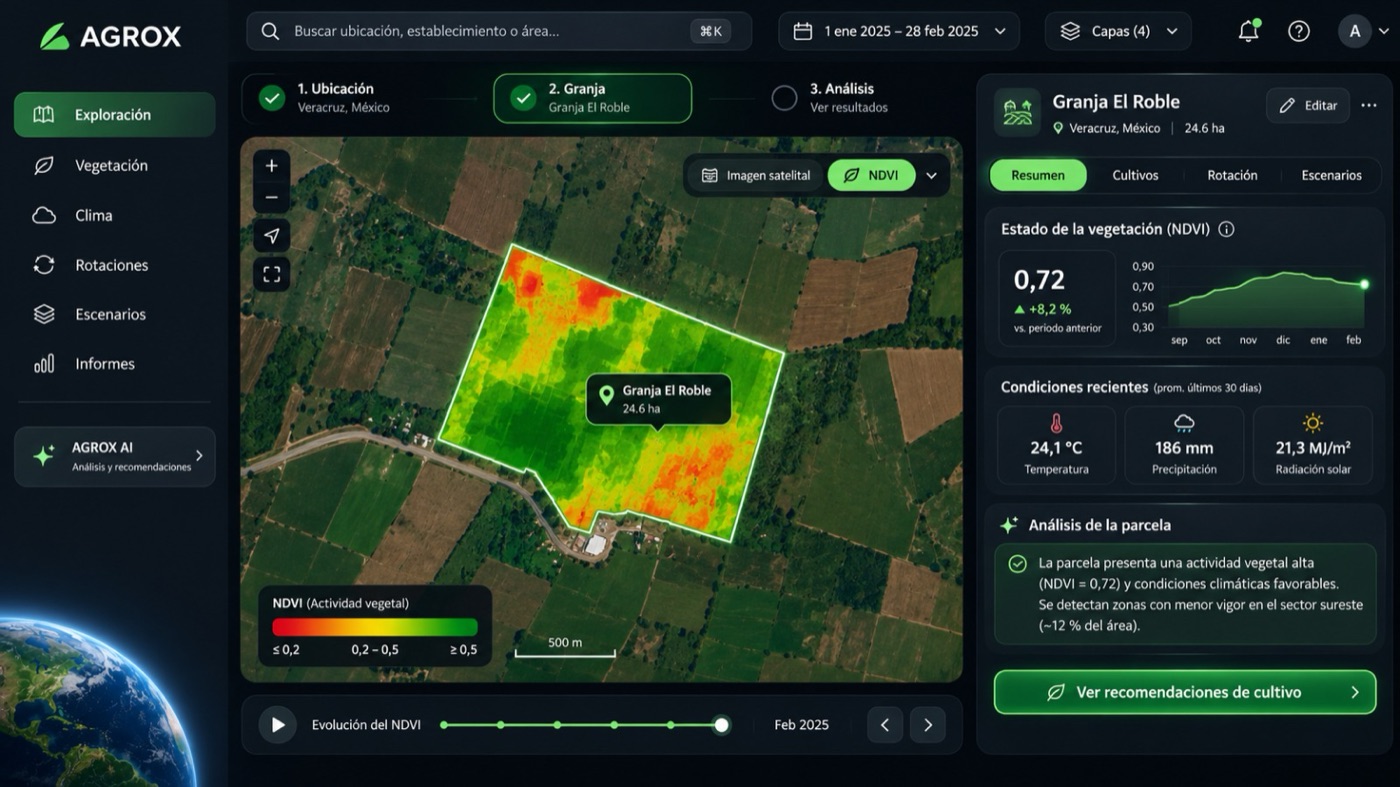 AGROX
Buscar ubicación, establecimiento o área...
⌘K
1 ene 2025 – 28 feb 2025
Capas (4)
A
Exploración
Vegetación
Clima
Rotaciones
Escenarios
Informes
AGROX AI
Análisis y recomendaciones
1. Ubicación
Veracruz, México
2. Granja
Granja El Roble
3. Análisis
Ver resultados
Imagen satelital
NDVI
Granja El Roble
24.6 ha
NDVI (Actividad vegetal)
≤ 0,2
0,2 – 0,5
≥ 0,5
500 m
Evolución del NDVI
Feb 2025
Granja El Roble
Veracruz, México | 24.6 ha
Editar
Resumen
Cultivos
Rotación
Escenarios
Estado de la vegetación (NDVI)
0,72
+8,2 %
vs. periodo anterior
0,90
0,70
0,50
0,30
sep oct nov dic ene feb
Condiciones recientes (prom. últimos 30 días)
24,1 °C
Temperatura
186 mm
Precipitación
21,3 MJ/m²
Radiación solar
Análisis de la parcela
La parcela presenta una actividad vegetal alta
(NDVI = 0,72) y condiciones climáticas favorables.
Se detectan zonas con menor vigor en el sector sureste
(~12 % del área).
Ver recomendaciones de cultivo